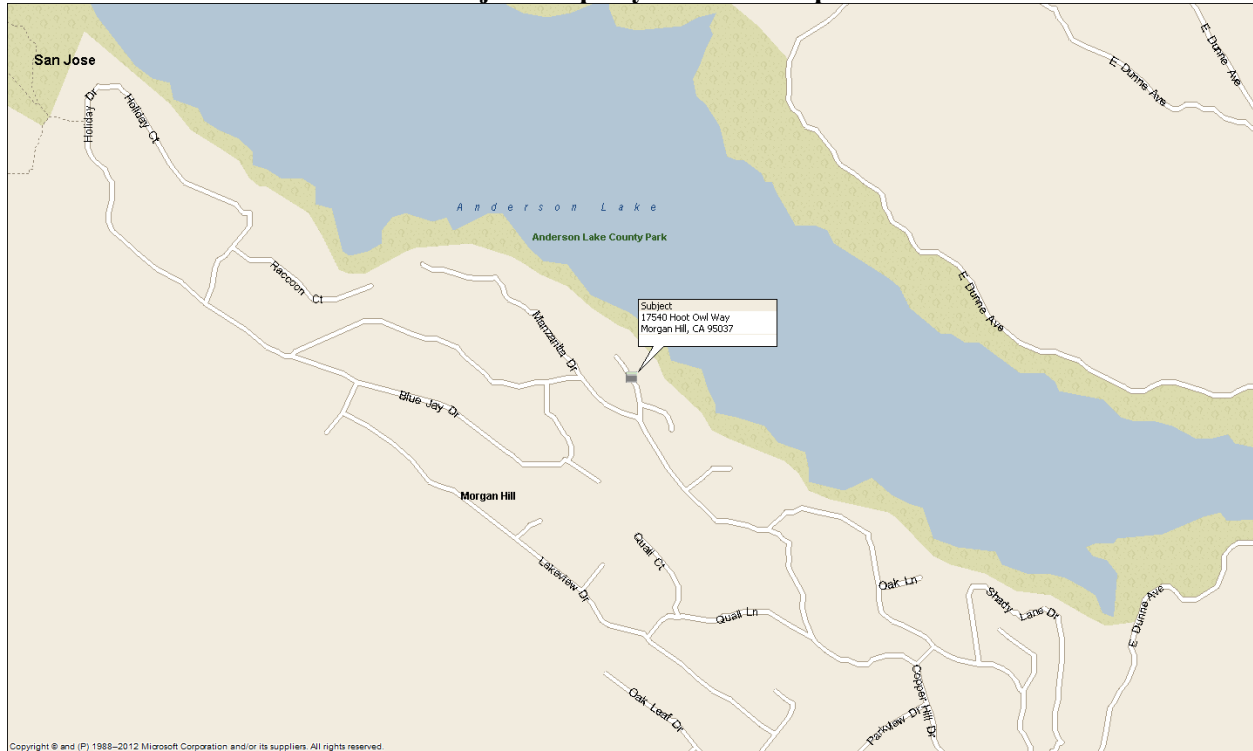 San Jose
E Dunne Ave
E Dunne Ave
Holiday Dr
Holiday Ct
Anderson Lake
Anderson Lake County Park
Raccoon Ct
E Dunne Ave
Subject
17540 Hoot Owl Way
Morgan Hill, CA 95037
Manzanita Dr
Blue Jay Dr
Morgan Hill
Quail Ct
Lakeview Dr
Oak Ln
Shady Lane Dr
E Dunne Ave
Quail Ln
Copper Hill Dr
Oak Leaf Dr
Parkview Dr
Copyright © and (P) 1988–2012 Microsoft Corporation and/or its suppliers. All rights reserved.